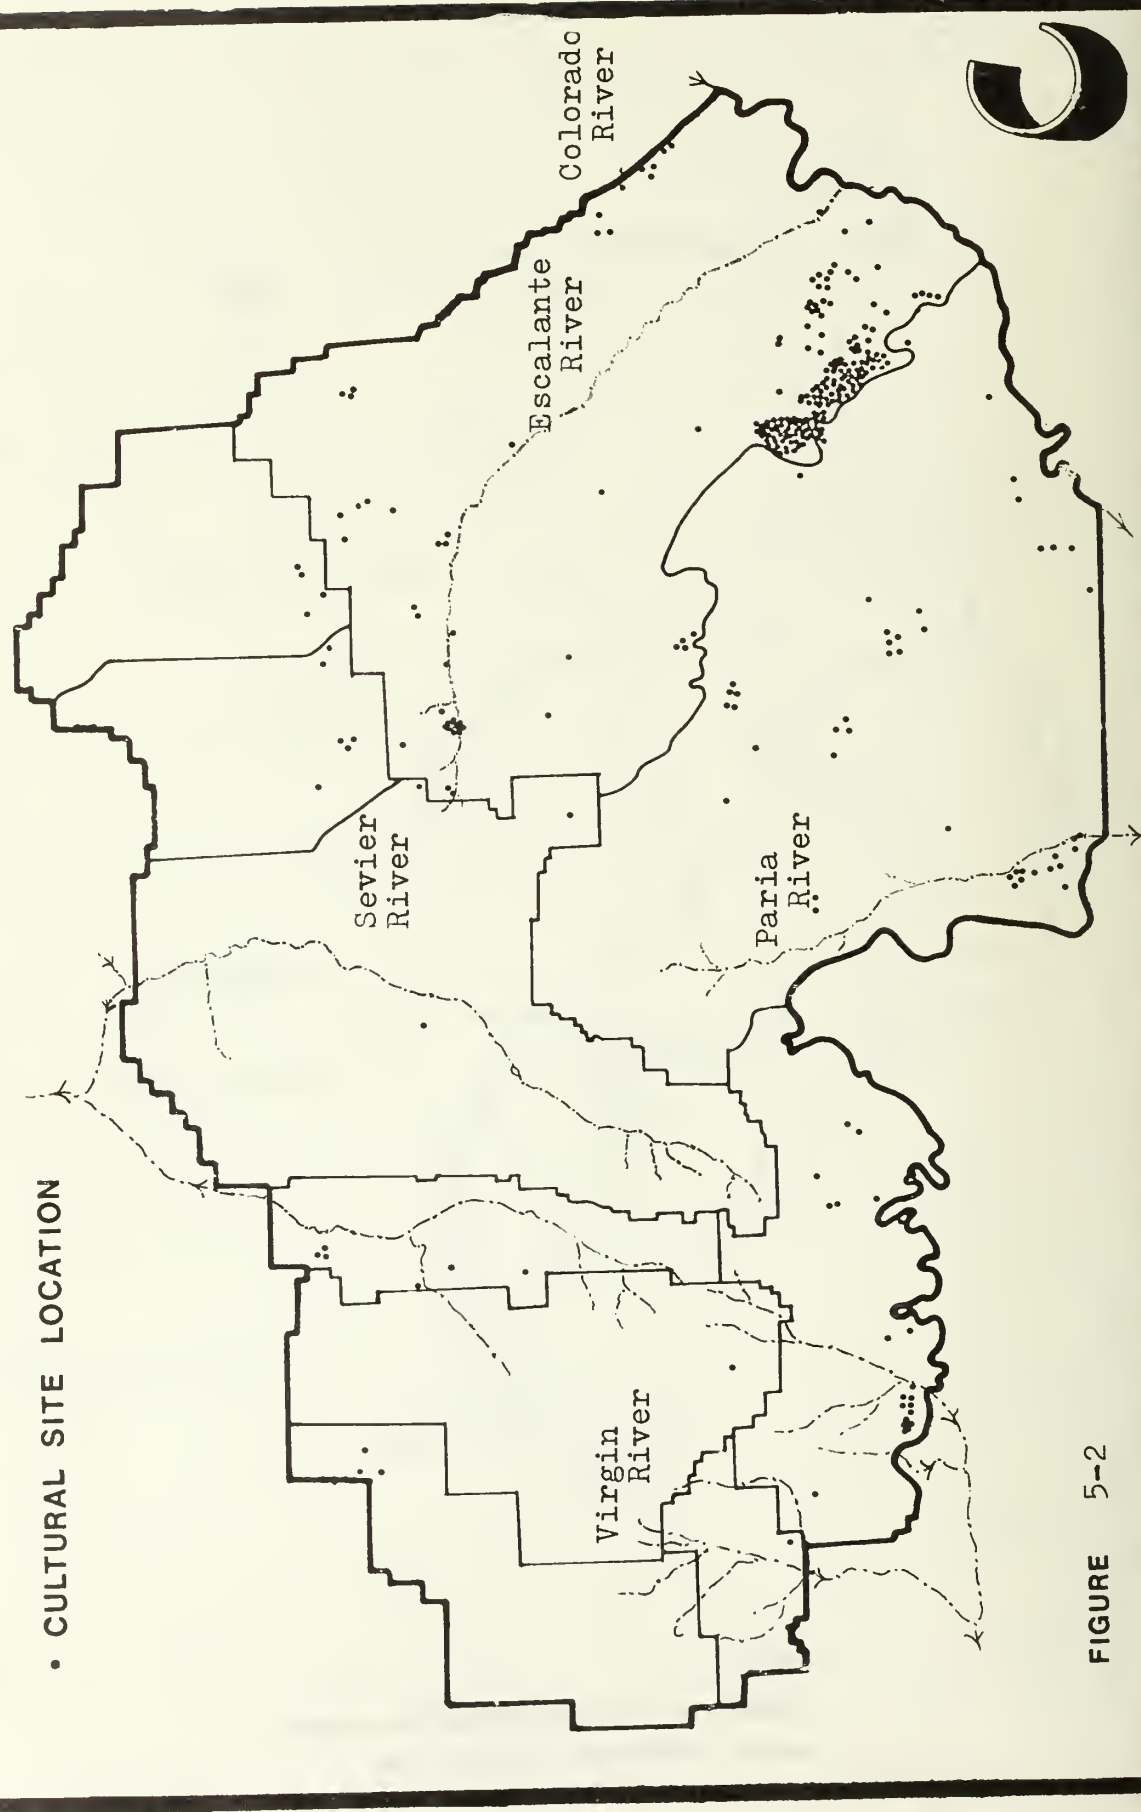 • CULTURAL SITE LOCATION
Colorado
River
Escalante
River
Sevier
River
Paria
River
Virgin
River
FIGURE 5-2